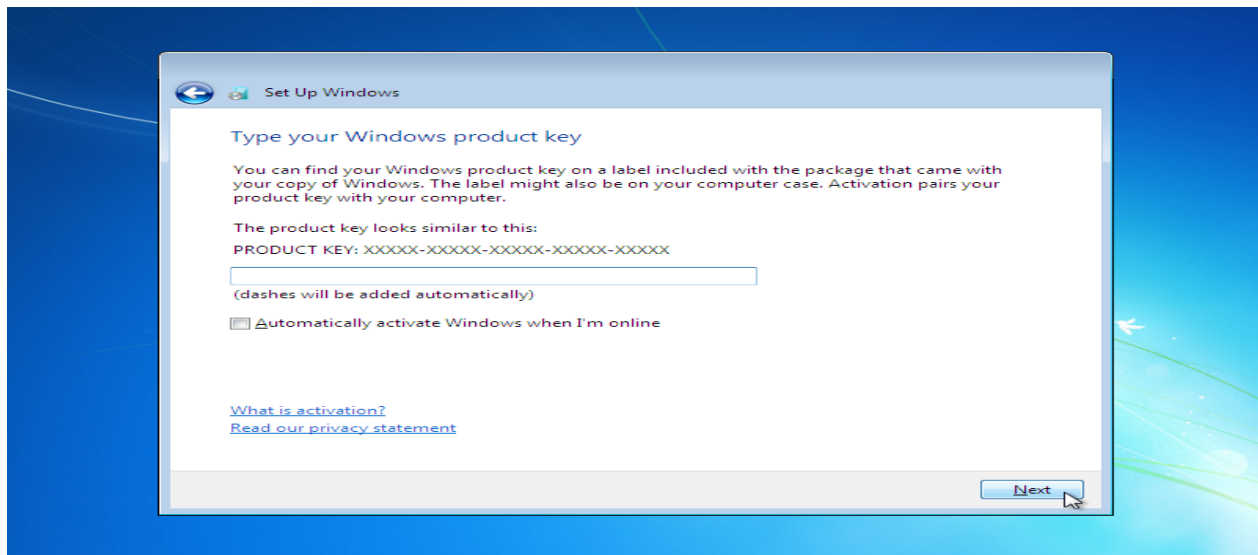 Set Up Windows
Type your Windows product key
You can find your Windows product key on a label included with the package that came with
your copy of Windows. The label might also be on your computer case. Activation pairs your
product key with your computer.
The product key looks similar to this:
PRODUCT KEY: XXXXX-XXXXX-XXXXX-XXXXX-XXXXX
(dashes will be added automatically)
Automatically activate Windows when I'm online
What is activation?
Read our privacy statement
Next